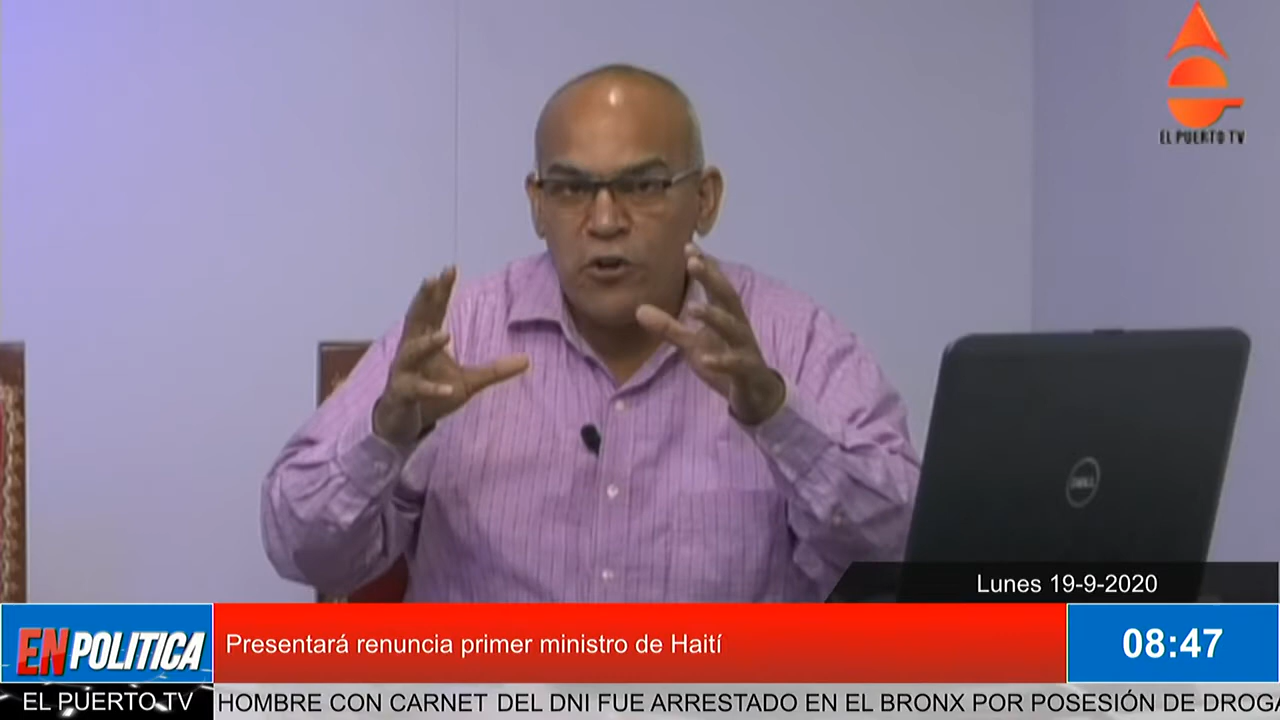 EL PUERTO TV
DELL
Lunes 19-9-2020
EN POLITICA
Presentará renuncia primer ministro de Haití
08:47
EL PUERTO TV
HOMBRE CON CARNET DEL DNI FUE ARRESTADO EN EL BRONX POR POSESIÓN DE DROGA